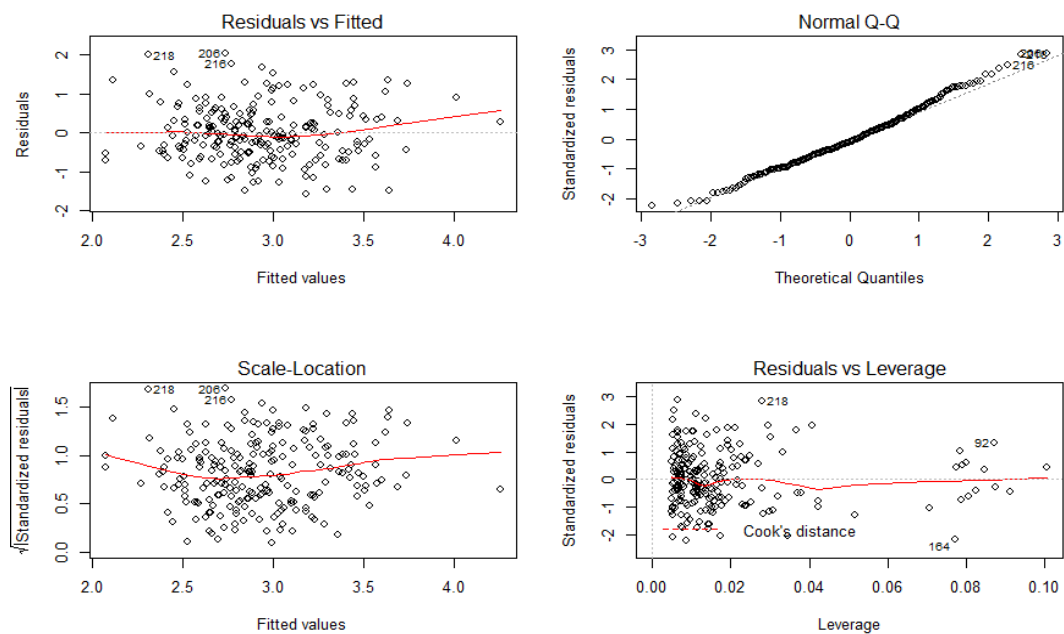 Residuals vs Fitted
Residuals
2
1
0
-1
-2
218
206
216
2.0 2.5 3.0 3.5 4.0
Fitted values
Normal Q-Q
Standardized residuals
3
2
1
0
-1
-2
216
-3 -2 -1 0 1 2 3
Theoretical Quantiles
Scale-Location
√|Standardized residuals|
1.5
1.0
0.5
0.0
218
206
216
2.0 2.5 3.0 3.5 4.0
Fitted values
Residuals vs Leverage
Standardized residuals
3
2
1
0
-1
-2
218
92
Cook's distance
164
0.00 0.02 0.04 0.06 0.08 0.10
Leverage